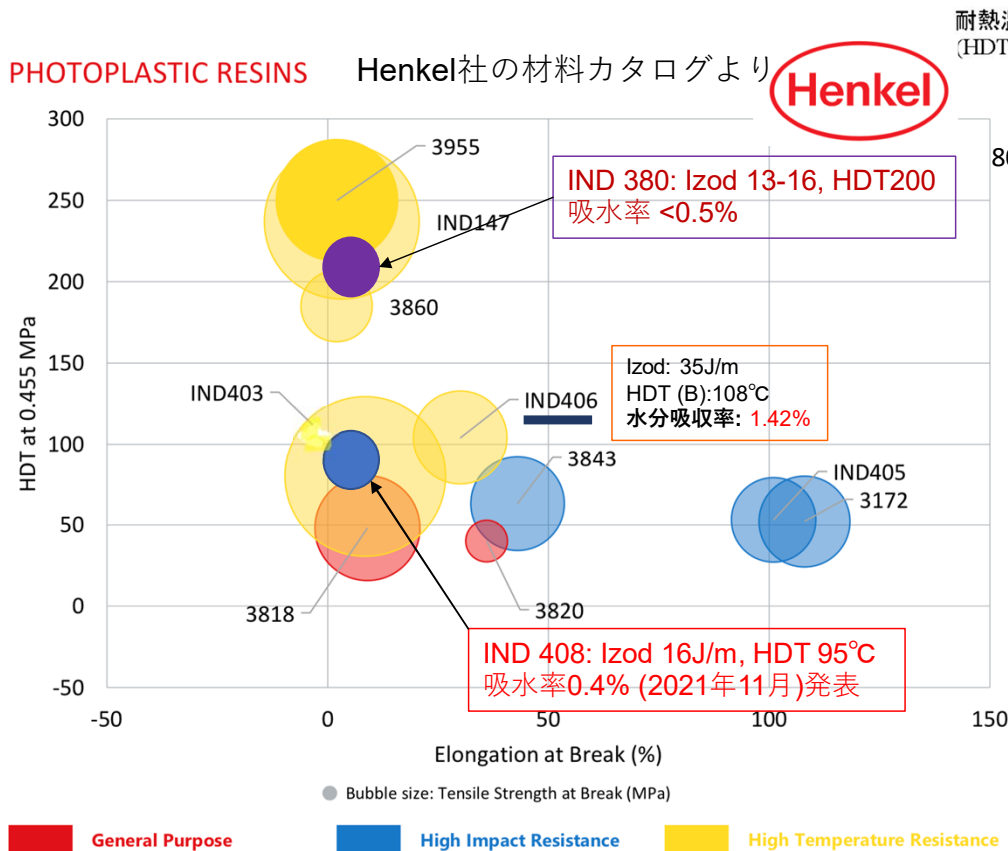 耐熱
(HDT
PHOTOPLASTIC RESINS
Henkel社の材料カタログより
Henkel
HDT at 0.455 MPa
300
250
200
150
100
50
0
-50
3955
IND147
3860
80
IND 380: Izod 13-16, HDT200
吸水率 <0.5%
IND403
IND406
Izod: 35J/m
HDT (B):108℃
水分吸収率: 1.42%
3843
IND405
3172
3818
3820
IND 408: Izod 16J/m, HDT 95℃
吸水率0.4% (2021年11月)発表
-50
0
50
100
150
Elongation at Break (%)
Bubble size: Tensile Strength at Break (MPa)
General Purpose
High Impact Resistance
High Temperature Resistance